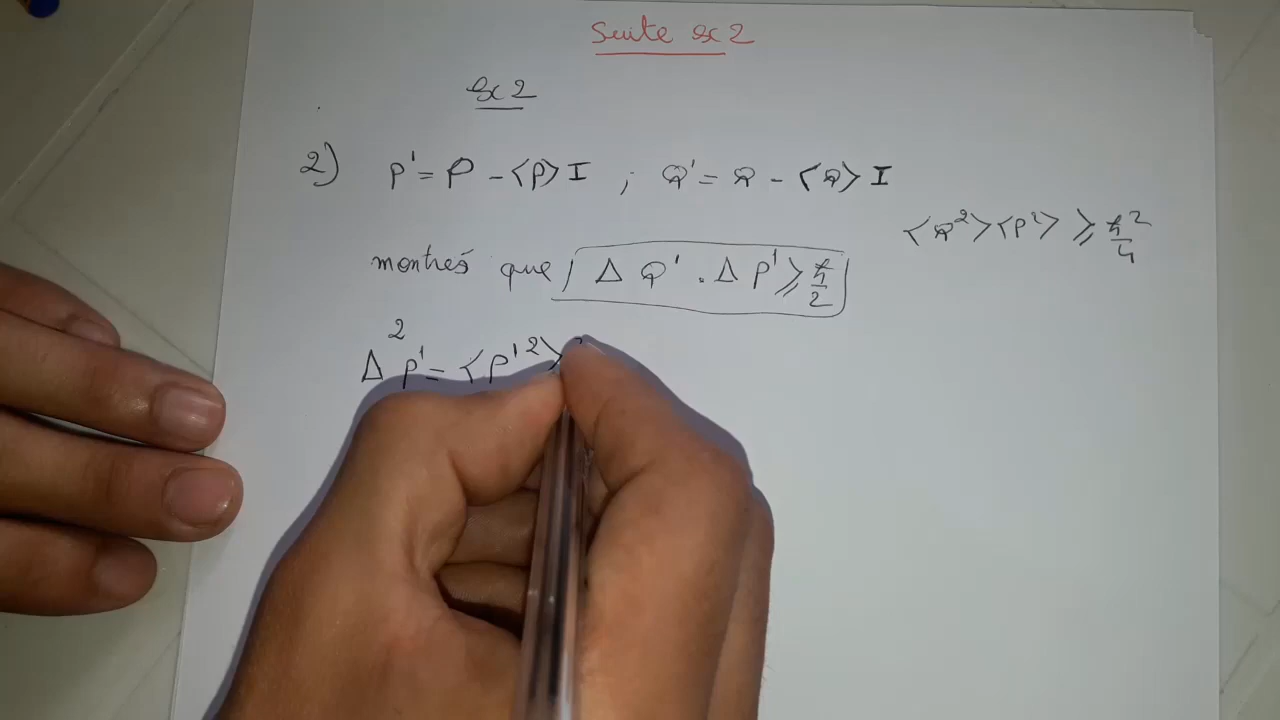 Suite ex 2
Ex 2
2) P' = P - <P> I ; Q' = Q - <Q> I
<Q²><P²> ⩾ ℏ²/4
montrés que ΔQ' . ΔP' ⩾ ℏ/2
Δ²P' = <P'²>